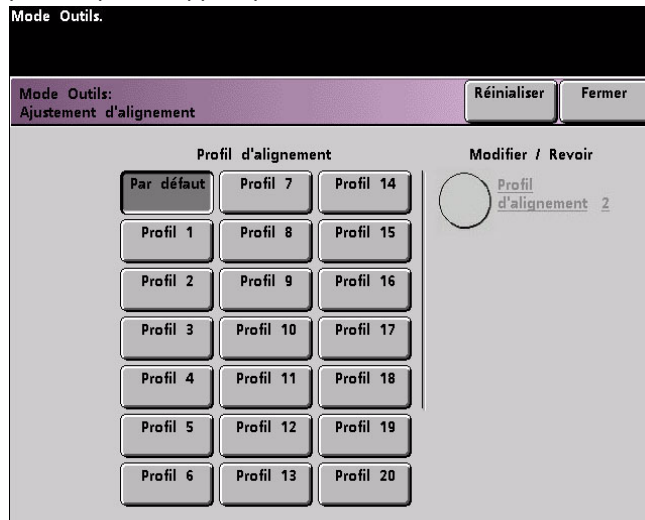 Mode Outils.
Mode Outils:
Ajustement d'alignement
Réinialiser
Fermer
Profil d'alignement
Modifier / Revoir
Par défaut
Profil 7
Profil 14
Profil
d'alignement 2
Profil 1
Profil 8
Profil 15
Profil 2
Profil 9
Profil 16
Profil 3
Profil 10
Profil 17
Profil 4
Profil 11
Profil 18
Profil 5
Profil 12
Profil 19
Profil 6
Profil 13
Profil 20